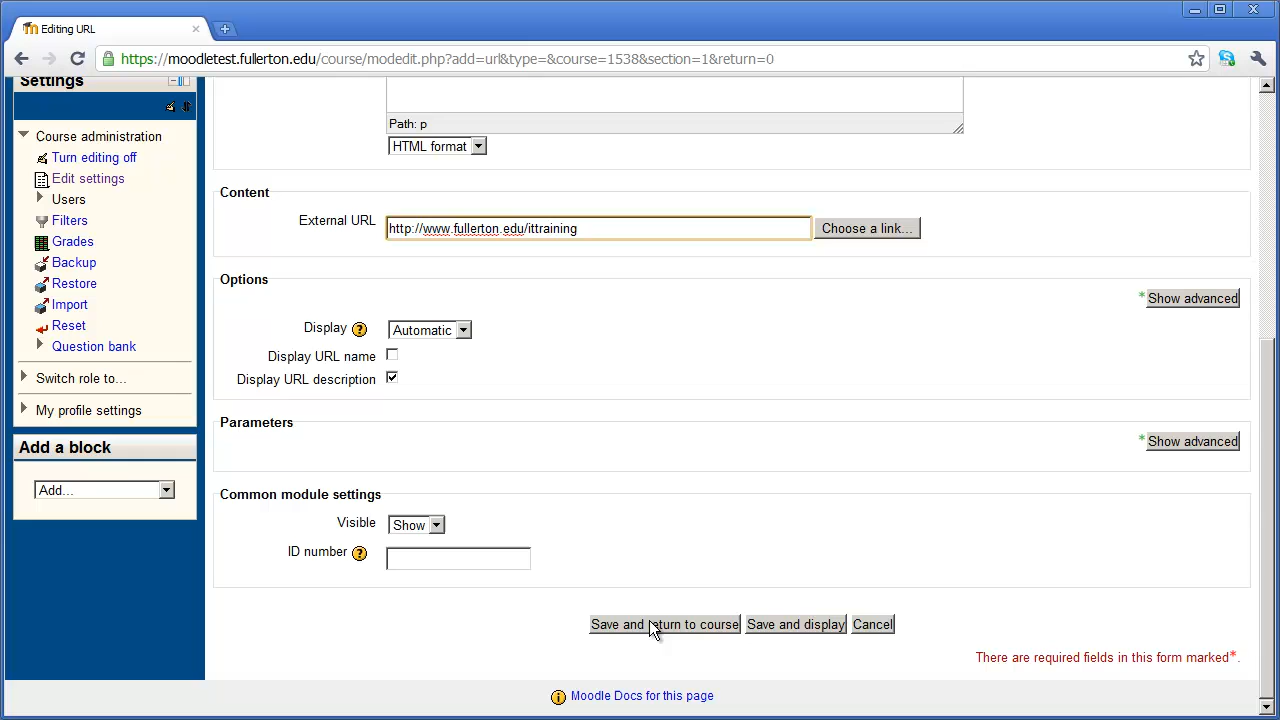 Editing URL
https://moodletest.fullerton.edu/course/modedit.php?add=url&type=&course=1538&section=1&return=0
Settings
Course administration
Turn editing off
Edit settings
Users
Filters
Grades
Backup
Restore
Import
Reset
Question bank
Switch role to...
My profile settings
Add a block
Add...
Path: p
HTML format
Content
External URL http://www.fullerton.edu/ittraining Choose a link...
Options
* Show advanced
Display ? Automatic
Display URL name
Display URL description
Parameters
* Show advanced
Common module settings
Visible Show
ID number ?
Save and return to course Save and display Cancel
There are required fields in this form marked*.
i Moodle Docs for this page